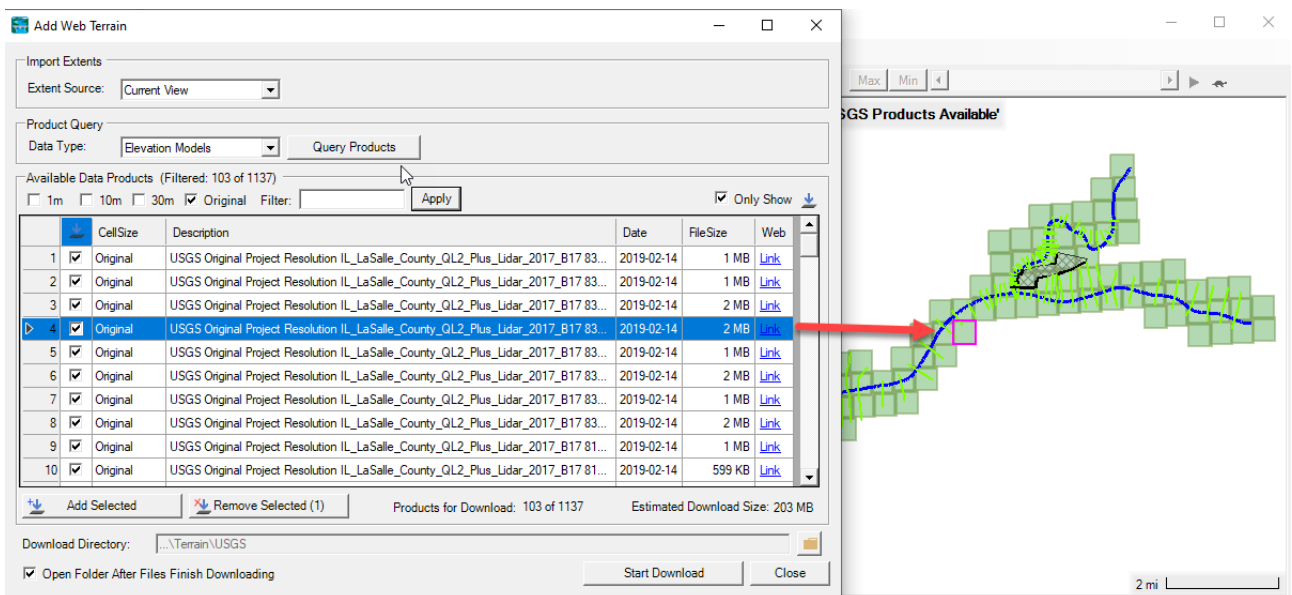 Add Web Terrain
Import Extents
Extent Source: Current View
Product Query
Data Type: Elevation Models Query Products
Available Data Products (Filtered: 103 of 1137)
1m 10m 30m Original Filter: Apply Only Show
CellSize Description Date FileSize Web
1 Original USGS Original Project Resolution IL_LaSalle_County_QL2_Plus_Lidar_2017_B17 83... 2019-02-14 1 MB Link
2 Original USGS Original Project Resolution IL_LaSalle_County_QL2_Plus_Lidar_2017_B17 83... 2019-02-14 1 MB Link
3 Original USGS Original Project Resolution IL_LaSalle_County_QL2_Plus_Lidar_2017_B17 83... 2019-02-14 2 MB Link
4 Original USGS Original Project Resolution IL_LaSalle_County_QL2_Plus_Lidar_2017_B17 83... 2019-02-14 2 MB Link
5 Original USGS Original Project Resolution IL_LaSalle_County_QL2_Plus_Lidar_2017_B17 83... 2019-02-14 1 MB Link
6 Original USGS Original Project Resolution IL_LaSalle_County_QL2_Plus_Lidar_2017_B17 83... 2019-02-14 2 MB Link
7 Original USGS Original Project Resolution IL_LaSalle_County_QL2_Plus_Lidar_2017_B17 83... 2019-02-14 1 MB Link
8 Original USGS Original Project Resolution IL_LaSalle_County_QL2_Plus_Lidar_2017_B17 83... 2019-02-14 2 MB Link
9 Original USGS Original Project Resolution IL_LaSalle_County_QL2_Plus_Lidar_2017_B17 81... 2019-02-14 1 MB Link
10 Original USGS Original Project Resolution IL_LaSalle_County_QL2_Plus_Lidar_2017_B17 81... 2019-02-14 599 KB Link
Add Selected Remove Selected (1) Products for Download: 103 of 1137 Estimated Download Size: 203 MB
Download Directory: ...\Terrain\USGS
Open Folder After Files Finish Downloading Start Download Close
Max Min
SGS Products Available'
2 mi